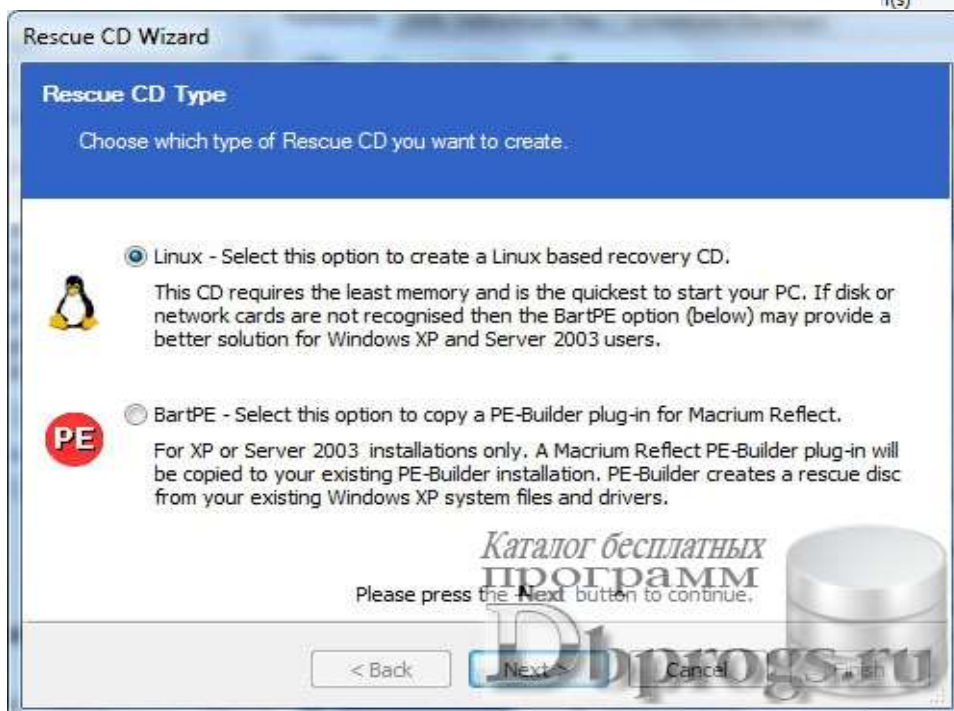 Rescue CD Wizard
Rescue CD Type
Choose which type of Rescue CD you want to create.
Linux - Select this option to create a Linux based recovery CD.
This CD requires the least memory and is the quickest to start your PC. If disk or
network cards are not recognised then the BartPE option (below) may provide a
better solution for Windows XP and Server 2003 users.
PE
BartPE - Select this option to copy a PE-Builder plug-in for Macrium Reflect.
For XP or Server 2003 installations only. A Macrium Reflect PE-Builder plug-in will
be copied to your existing PE-Builder installation. PE-Builder creates a rescue disc
from your existing Windows XP system files and drivers.
Каталог бесплатных
программ
Please press the Next button to continue.
Dbprogs.ru
< Back
Next >
Cancel
Finish